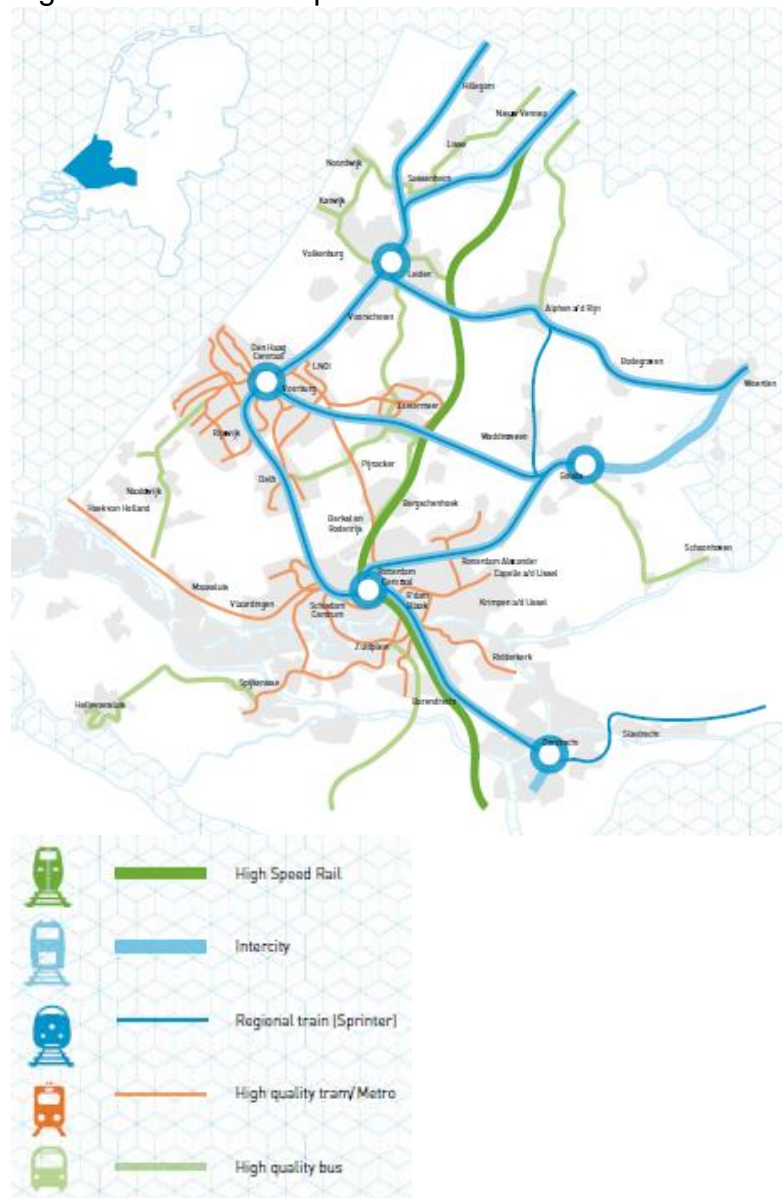 Hillegom
Nieuw Vennep
Lisse
Noordwijk
Sassenheim
Katwijk
Valkenburg
Leiden
Alphen a/d Rijn
Voorschoten
Den Haag
Centraal
Bodegraven
Voorburg
Woerden
Zoetermeer
Rijswijk
Waddinxveen
Pijnacker
Gouda
Delft
Naaldwijk
Hoek van Holland
Bergschenhoek
Berkel en
Rodenrijs
Schoonhoven
Rotterdam Alexander
Rotterdam
Centraal
Capelle a/d IJssel
Maassluis
Vlaardingen
Schiedam
Centrum
R'dam
Blaak
Krimpen a/d IJssel
Zuidplein
Ridderkerk
Spijkenisse
Hellevoetsluis
Barendrecht
Sliedrecht
Dordrecht
High Speed Rail
Intercity
Regional train (Sprinter)
High quality tram/Metro
High quality bus